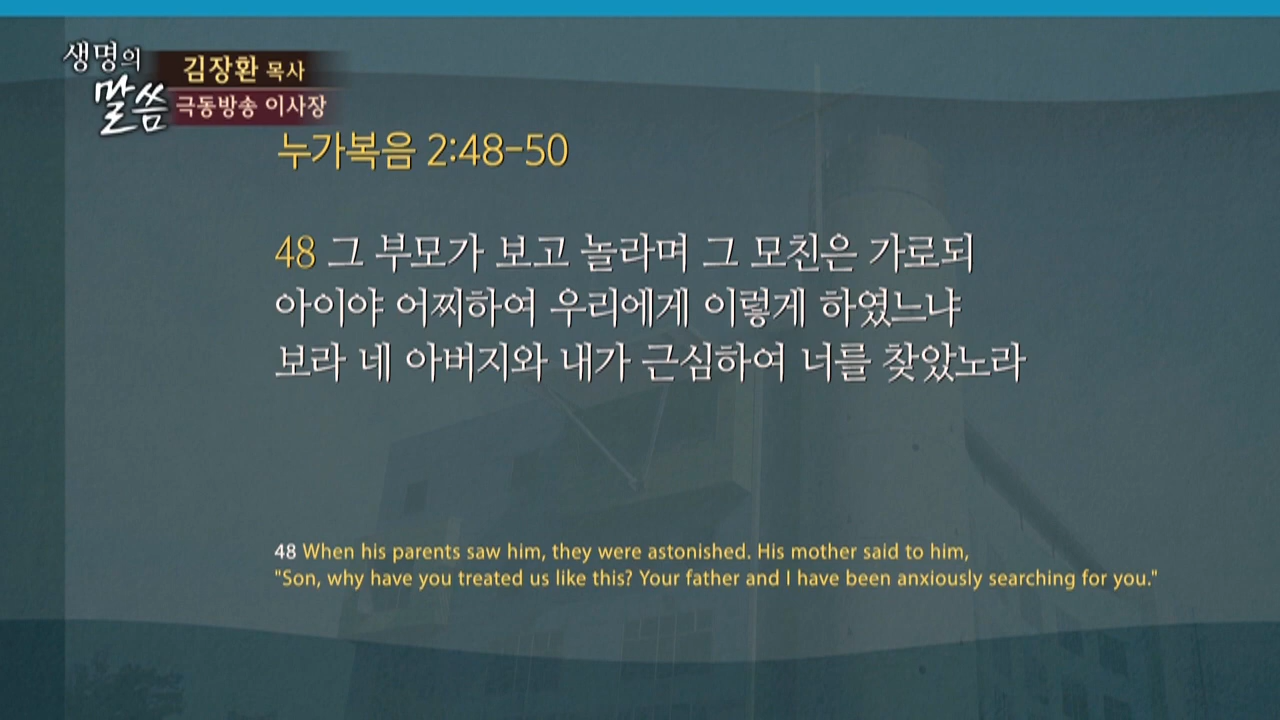 생명의
말씀
김장환 목사
극동방송 이사장
누가복음 2:48-50
48 그 부모가 보고 놀라며 그 모친은 가로되
아이야 어찌하여 우리에게 이렇게 하였느냐
보라 네 아버지와 내가 근심하여 너를 찾았노라
48 When his parents saw him, they were astonished. His mother said to him,
"Son, why have you treated us like this? Your father and I have been anxiously searching for you."